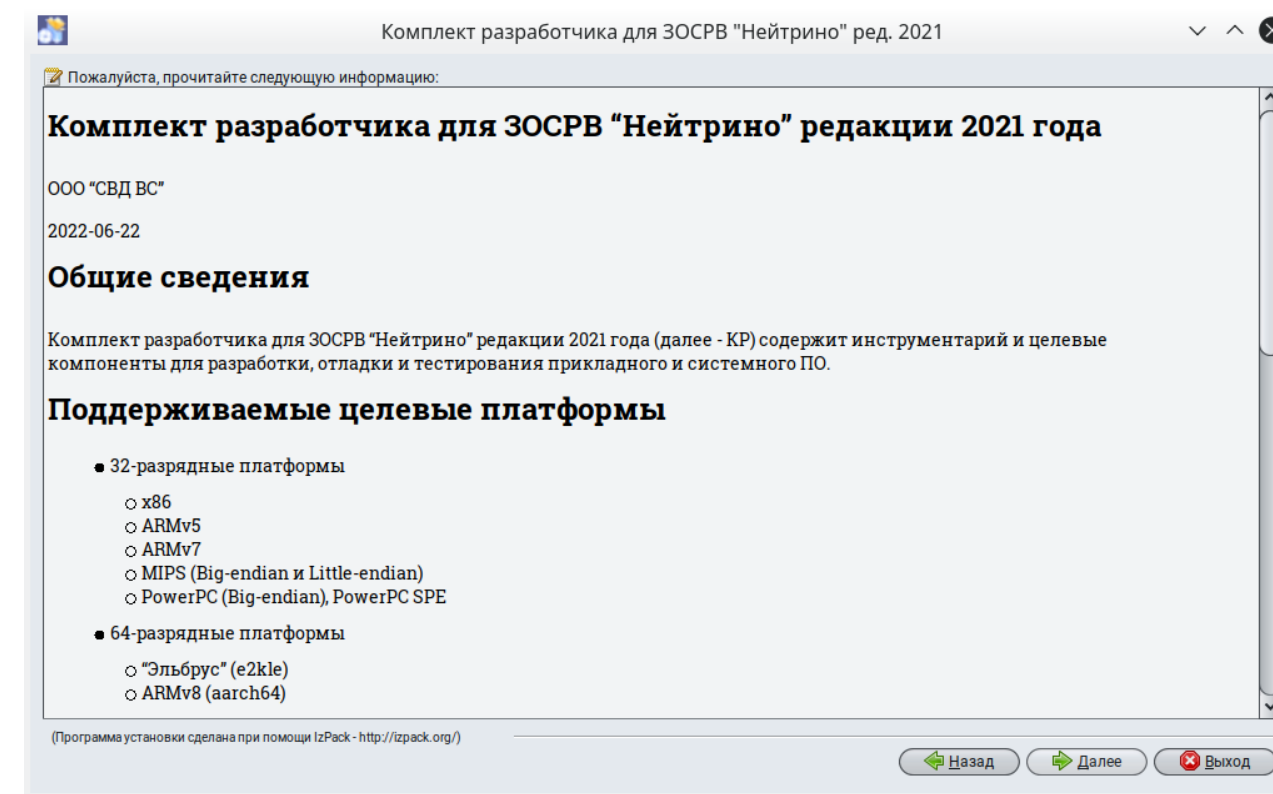 Комплект разработчика для ЗОСРВ "Нейтрино" ред. 2021
Пожалуйста, прочитайте следующую информацию:
Комплект разработчика для ЗОСРВ “Нейтрино” редакции 2021 года
ООО “СВД ВС”
2022-06-22
Общие сведения
Комплект разработчика для ЗОСРВ “Нейтрино” редакции 2021 года (далее - КР) содержит инструментарий и целевые
компоненты для разработки, отладки и тестирования прикладного и системного ПО.
Поддерживаемые целевые платформы
32-разрядные платформы
x86
ARMv5
ARMv7
MIPS (Big-endian и Little-endian)
PowerPC (Big-endian), PowerPC SPE
64-разрядные платформы
“Эльбрус” (e2kle)
ARMv8 (aarch64)
(Программа установки сделана при помощи IzPack - http://izpack.org/)
Назад Далее Выход